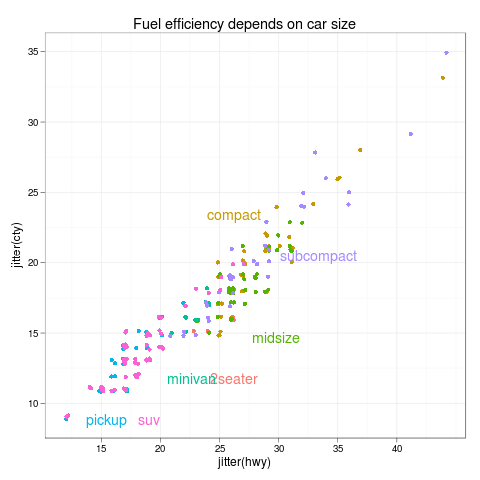 Fuel efficiency depends on car size
jitter(cty)
35
30
25
20
15
10
compact
subcompact
midsize
minivan
2seater
pickup
suv
15 20 25 30 35 40
jitter(hwy)